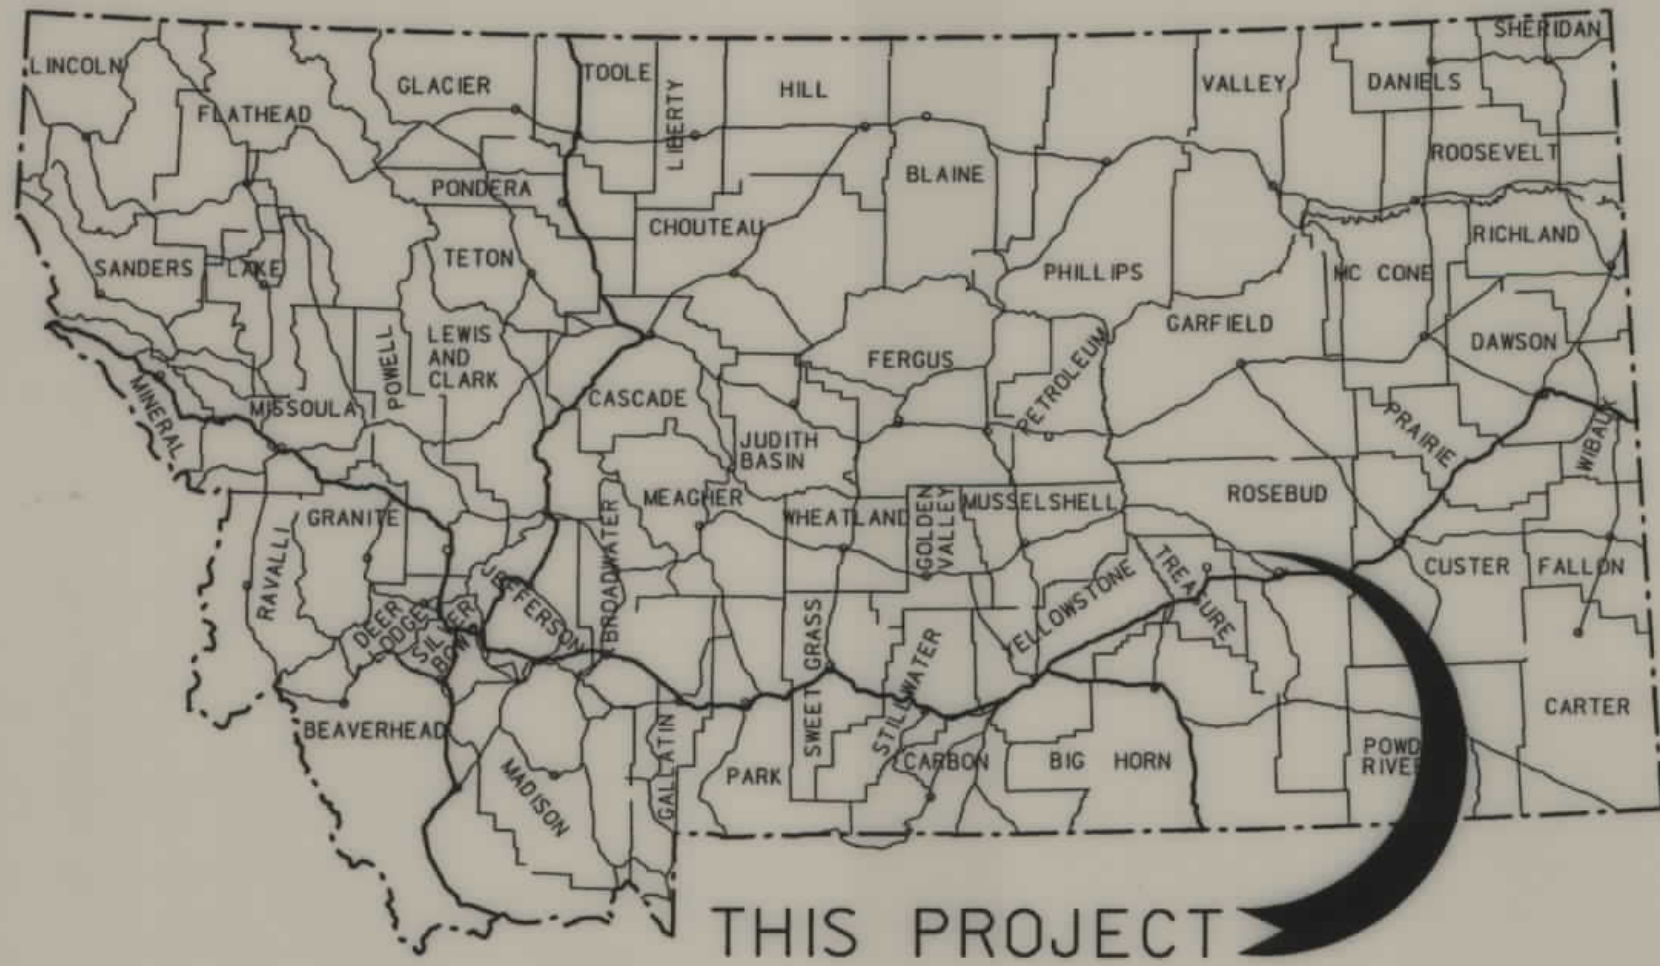 SHERIDAN
LINCOLN
TOOLE
GLACIER
HILL
VALLEY
DANIELS
FLATHEAD
LIBERTY
ROOSEVELT
PONDERA
BLAINE
CHOUTEAU
RICHLAND
SANDERS
LAKE
TETON
PHILLIPS
MC CONE
GARFIELD
LEWIS
AND
CLARK
POWELL
FERGUS
PETROLEUM
DAWSON
MINERAL
MISSOULA
CASCADE
JUDITH
BASIN
PRAIRIE
WIBAUX
MEAGHER
ROSEBUD
GRANITE
WHEATLAND
GOLDEN
VALLEY
MUSSELSHELL
RAVALLI
JEFFERSON
BROADWATER
TREASURE
CUSTER
FALLON
DEER
LODGE
SILVER
BOW
SWEET GRASS
STILLWATER
YELLOWSTONE
BEAVERHEAD
MADISON
GALLATIN
PARK
CARBON
BIG HORN
POWD
RIVER
CARTER
THIS PROJECT